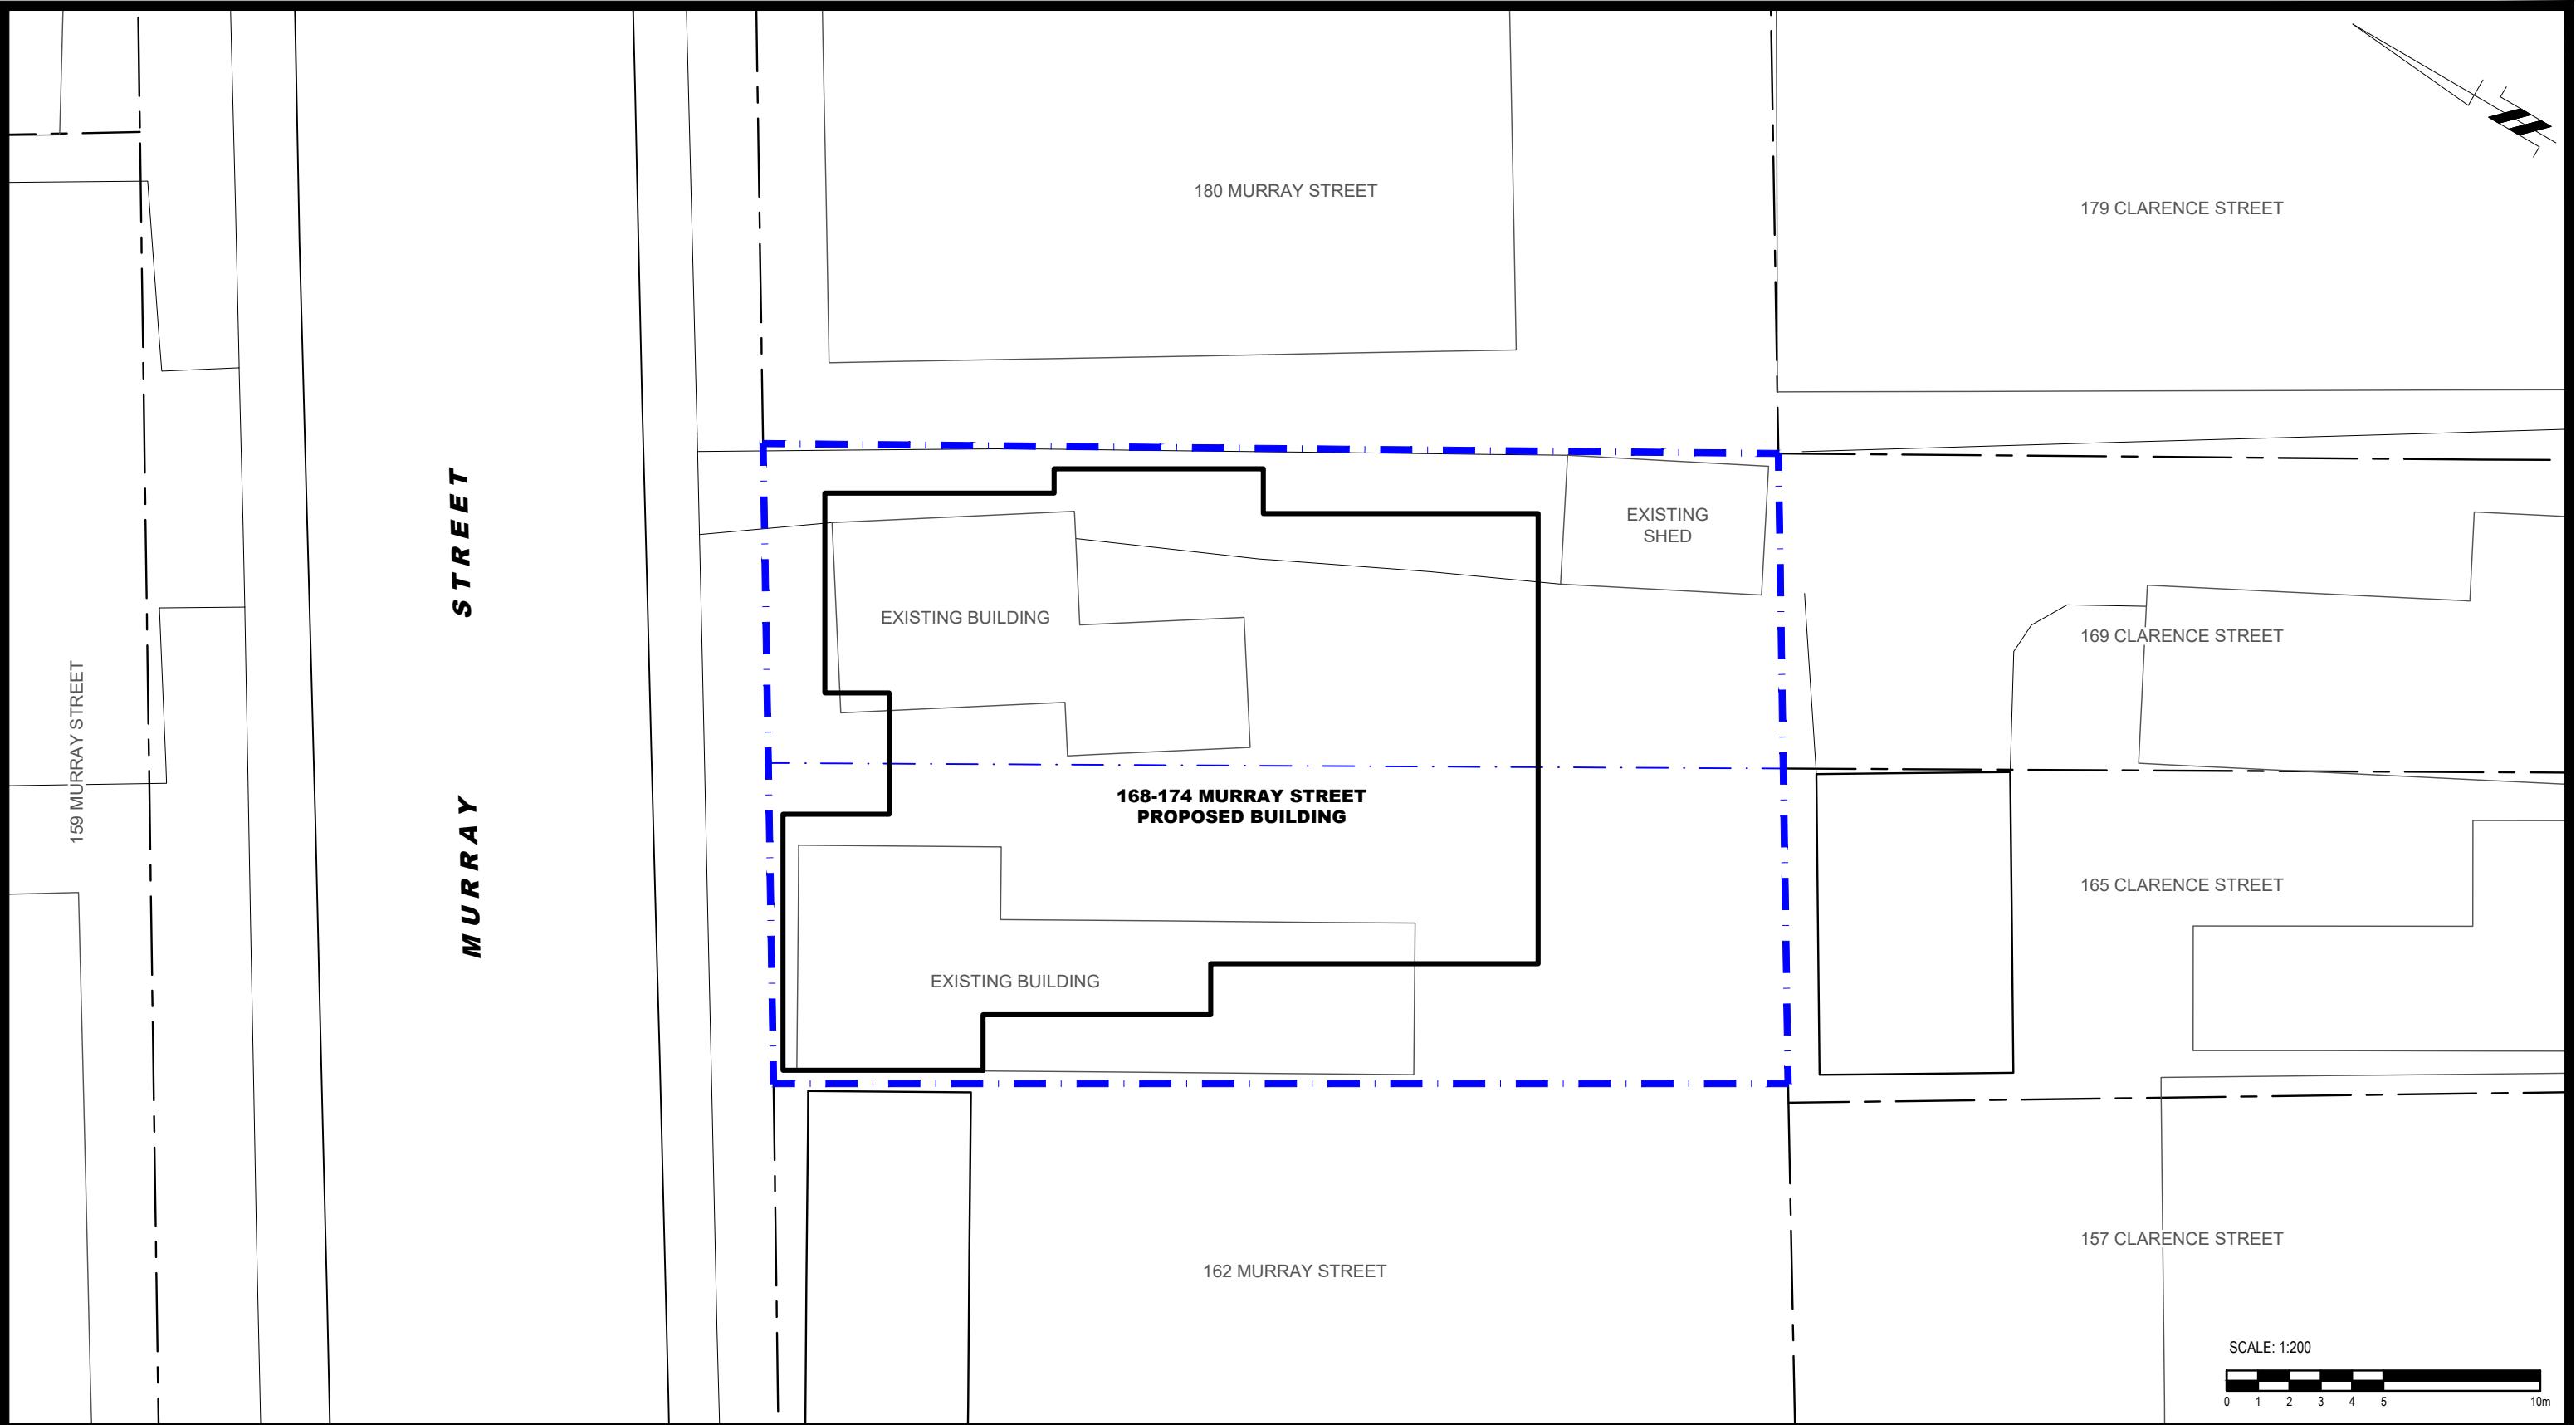 180 MURRAY STREET
179 CLARENCE STREET
EXISTING
SHED
EXISTING BUILDING
169 CLARENCE STREET
MURRAY STREET
159 MURRAY STREET
168-174 MURRAY STREET
PROPOSED BUILDING
165 CLARENCE STREET
EXISTING BUILDING
162 MURRAY STREET
157 CLARENCE STREET
SCALE: 1:200
0 1 2 3 4 5 10m